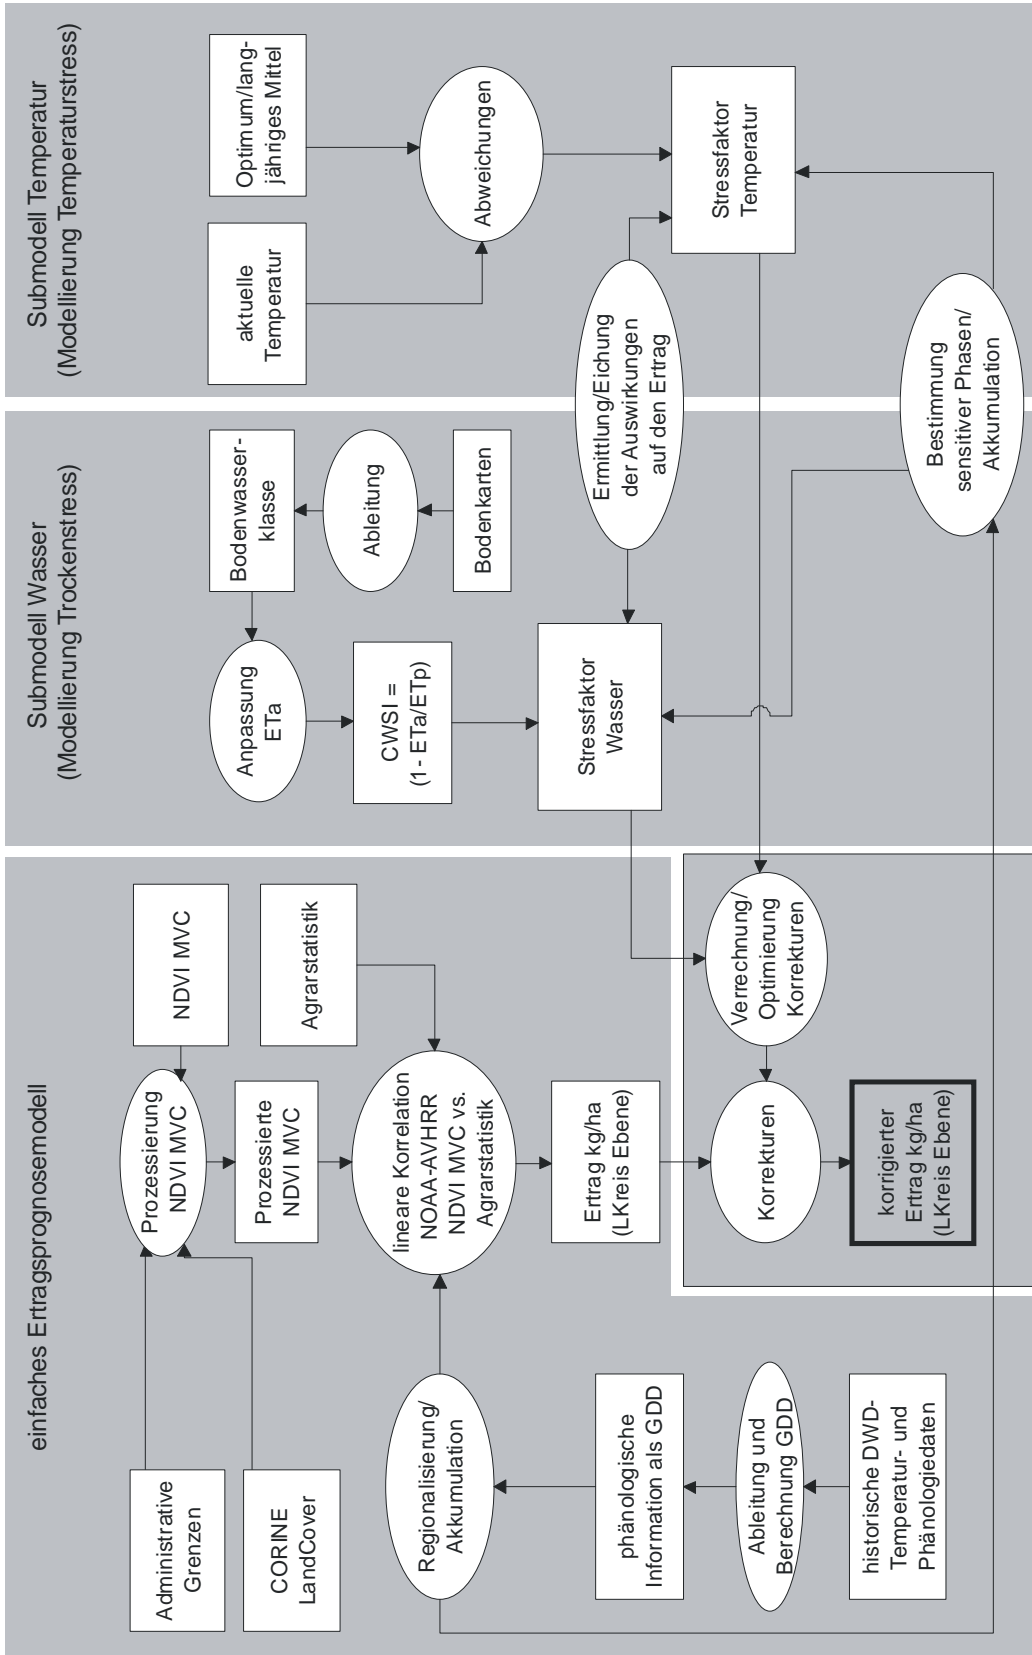 einfaches Ertragsprognosemodell
Administrative
Grenzen
CORINE
LandCover
Prozessierung
NDVI MVC
NDVI MVC
Prozessierte
NDVI MVC
Agrarstatistik
Regionalisierung/
Akkumulation
lineare Korrelation
NOAA-AVHRR
NDVI MVC vs.
Agrarstatistik
phänologische
Information als GDD
Ertrag kg/ha
(LKreis Ebene)
Ableitung und
Berechnung GDD
Korrekturen
Verrechnung/
Optimierung
Korrekturen
historische DWD-
Temperatur- und
Phänologiedaten
korrigierter
Ertrag kg/ha
(LKreis Ebene)
Submodell Wasser
(Modellierung Trockenstress)
Anpassung
ETa
Bodenwasser-
klasse
CWSI =
(1- ETa/ETp)
Ableitung
Bodenkarten
Stressfaktor
Wasser
Submodell Temperatur
(Modellierung Temperaturstress)
aktuelle
Temperatur
Optimum/lang-
jähriges Mittel
Abweichungen
Ermittlung/Eichung
der Auswirkungen
auf den Ertrag
Stressfaktor
Temperatur
Bestimmung
sensitiver Phasen/
Akkumulation